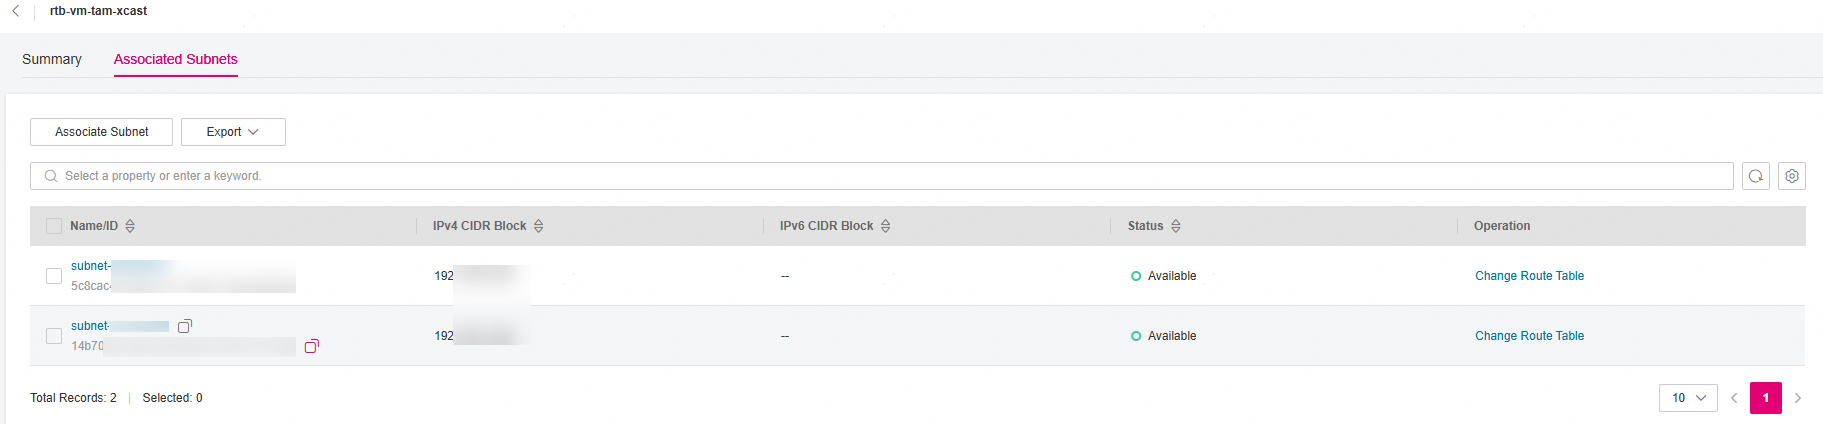 rtb-vm-tam-xcast
Summary Associated Subnets
Associate Subnet Export
Select a property or enter a keyword.
Name/ID IPv4 CIDR Block IPv6 CIDR Block Status Operation
subnet- 192 -- Available Change Route Table
5c8cac
subnet- 192 -- Available Change Route Table
14b70
Total Records: 2 Selected: 0 10 1